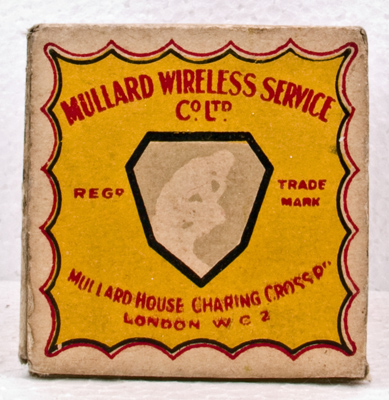 MULLARD WIRELESS SERVICE
Co. LTD
REGD TRADE
MARK
MULLARD HOUSE CHARING CROSS RD.
LONDON W C 2